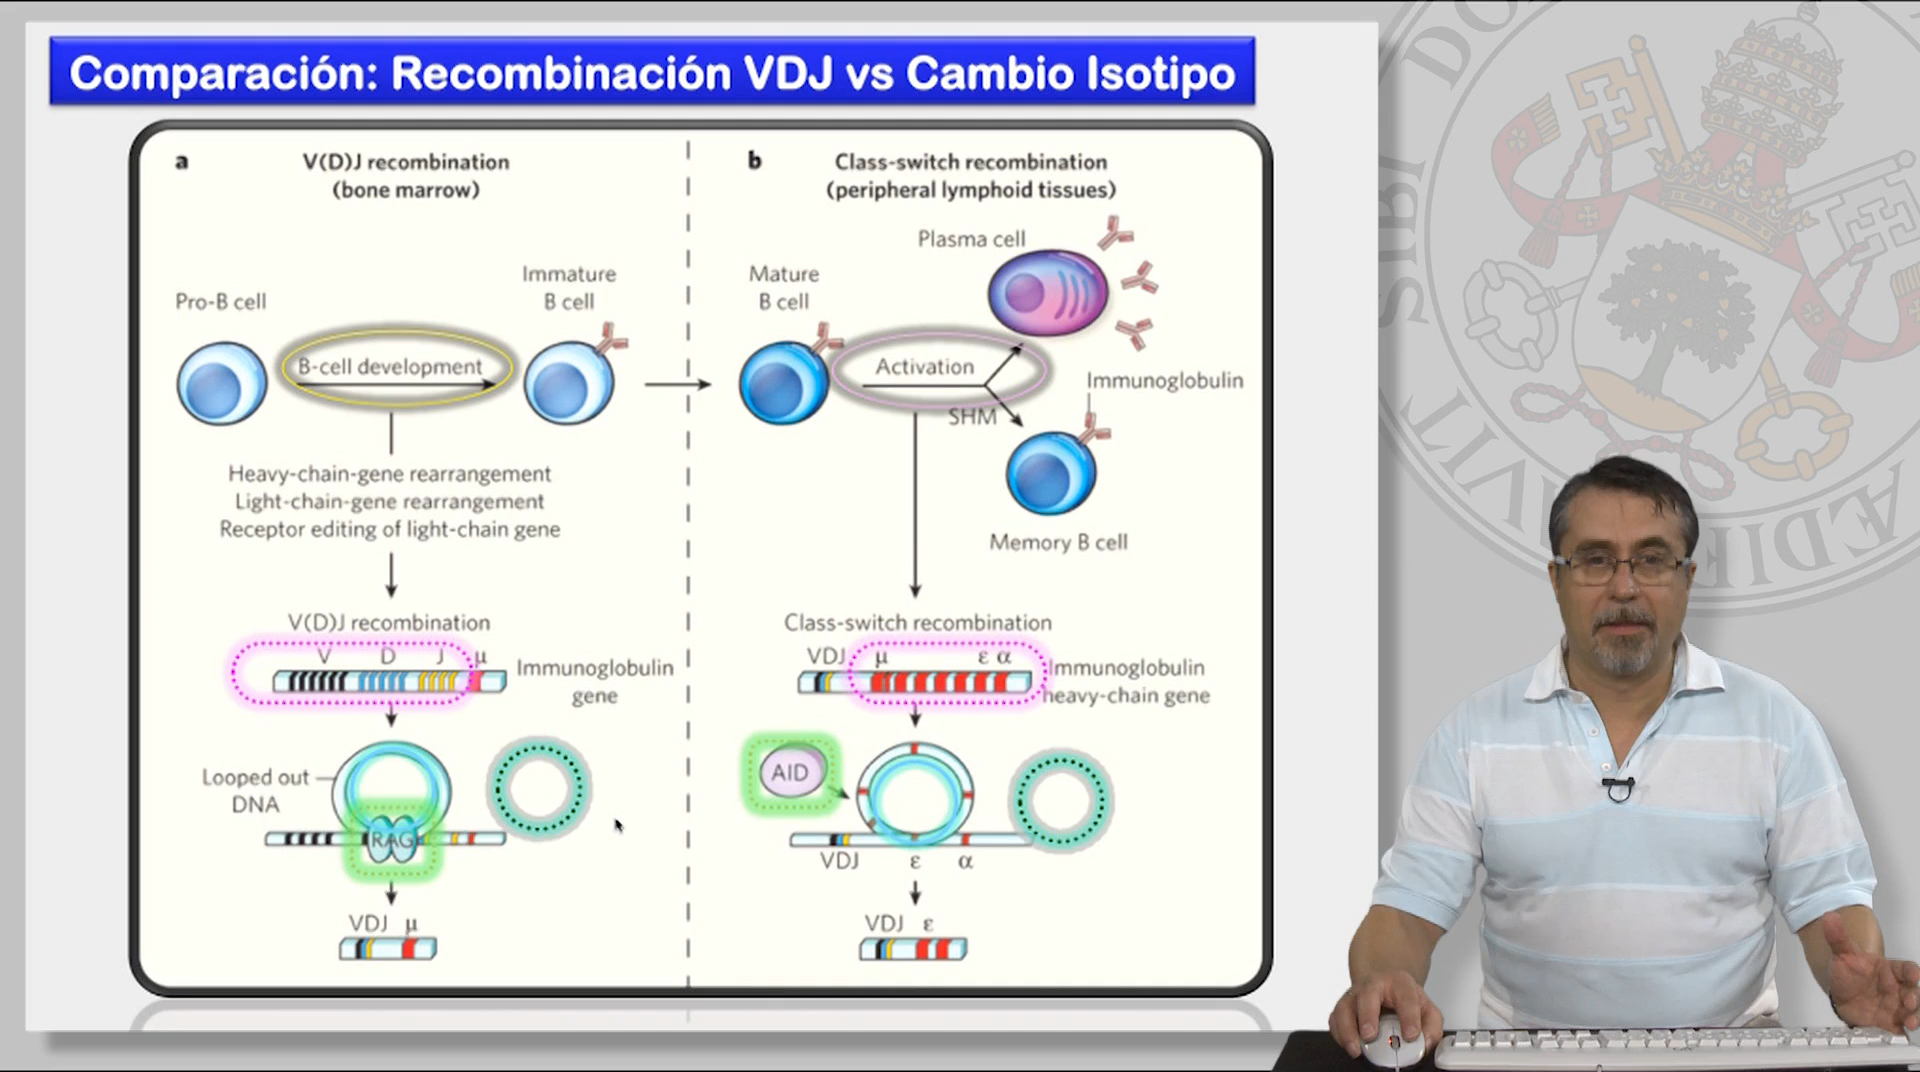 Comparación: Recombinación VDJ vs Cambio Isotipo
a
V(D)J recombination
(bone marrow)
Pro-B cell
B-cell development
Immature
B cell
Heavy-chain-gene rearrangement
Light-chain-gene rearrangement
Receptor editing of light-chain gene
V(D)J recombination
V D J μ
Immunoglobulin
gene
Looped out
DNA
RAG
VDJ μ
b
Class-switch recombination
(peripheral lymphoid tissues)
Plasma cell
Mature
B cell
Activation
SHM
Immunoglobulin
Memory B cell
Class-switch recombination
VDJ μ ε α
Immunoglobulin
heavy-chain gene
AID
VDJ ε α
VDJ ε
SIBI